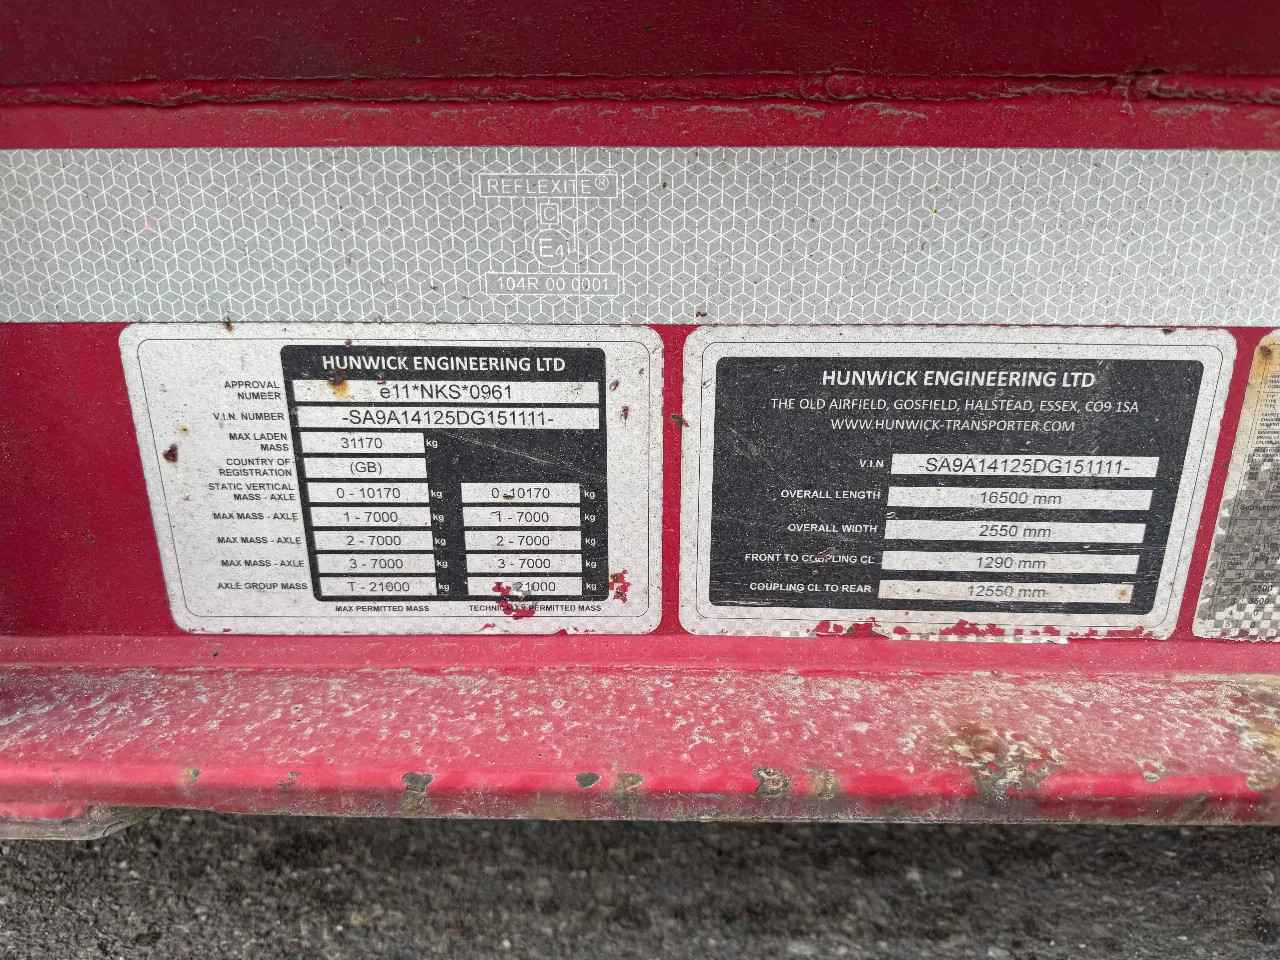 REFLEXITE®
C
E4
104R 00 0001
HUNWICK ENGINEERING LTD
APPROVAL NUMBER e11*NKS*0961
V.I.N. NUMBER -SA9A14125DG151111-
MAX LADEN MASS 31170 kg
COUNTRY OF REGISTRATION (GB)
STATIC VERTICAL MASS - AXLE 0 - 10170 kg 0 - 10170 kg
MAX MASS - AXLE 1 - 7000 kg 1 - 7000 kg
MAX MASS - AXLE 2 - 7000 kg 2 - 7000 kg
MAX MASS - AXLE 3 - 7000 kg 3 - 7000 kg
AXLE GROUP MASS T - 21000 kg T - 21000 kg
MAX PERMITTED MASS TECHNICALLY PERMITTED MASS
HUNWICK ENGINEERING LTD
THE OLD AIRFIELD, GOSFIELD, HALSTEAD, ESSEX, CO9 1SA
WWW.HUNWICK-TRANSPORTER.COM
V.I.N -SA9A14125DG151111-
OVERALL LENGTH 16500 mm
OVERALL WIDTH 2550 mm
FRONT TO COUPLING CL 1290 mm
COUPLING CL TO REAR 12550 mm